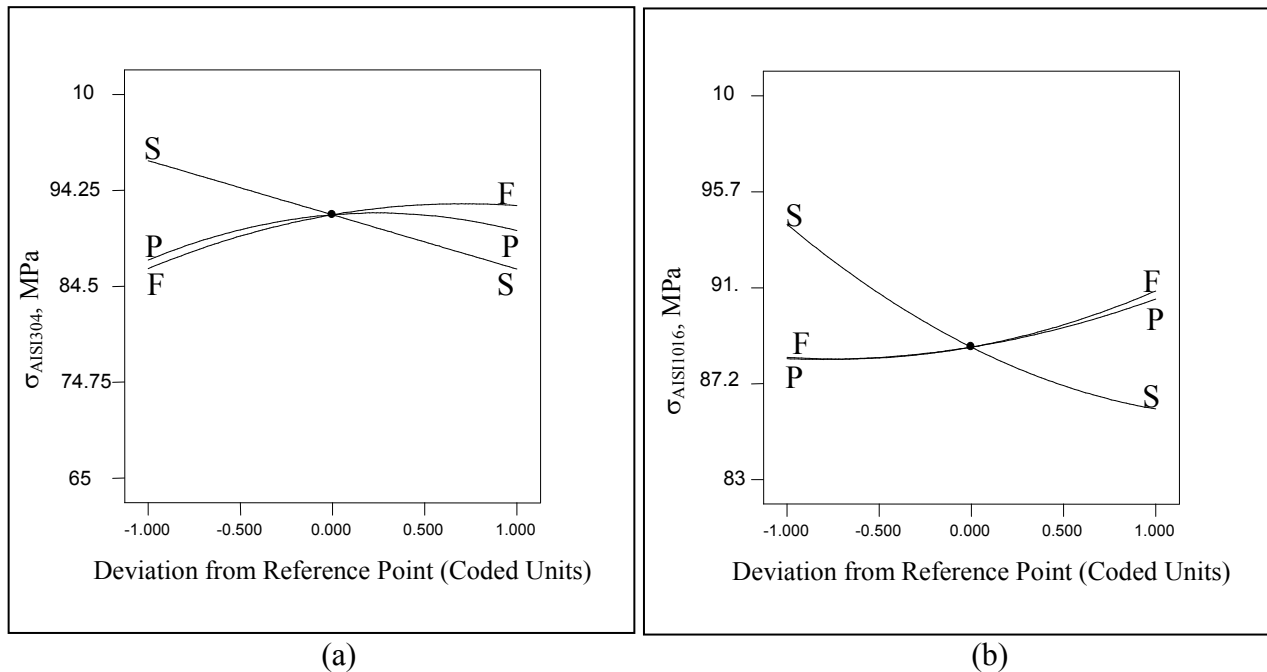 10
94.25
84.5
74.75
65
σAISI304, MPa
S
P
F
F
P
S
-1.000 -0.500 0.000 0.500 1.000
Deviation from Reference Point (Coded Units)
(a)
10
95.7
91.
87.2
83
σAISI1016, MPa
S
F
P
F
P
S
-1.000 -0.500 0.000 0.500 1.000
Deviation from Reference Point (Coded Units)
(b)